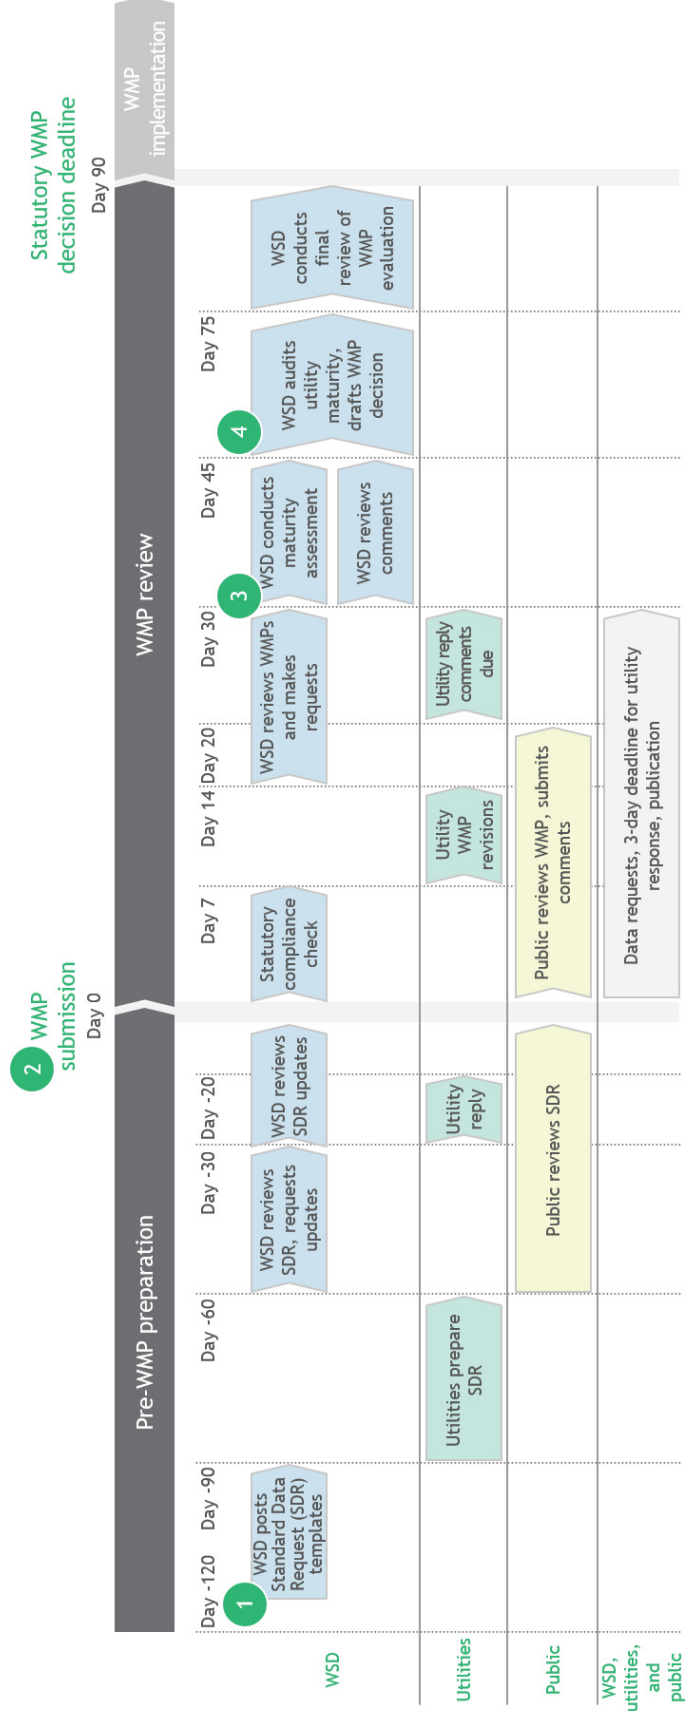 2
WMP
submission
Day 0
Statutory WMP
decision deadline
Day 90
Pre-WMP preparation
WMP review
WMP
implementation
Day -120
Day -90
Day -60
Day -30
Day -20
Day 7
Day 14
Day 20
Day 30
Day 45
Day 75
WSD
1
WSD posts
Standard Data
Request (SDR)
templates
WSD reviews
SDR, requests
updates
WSD reviews
SDR updates
Statutory
compliance
check
WSD reviews WMPs
and makes
requests
3
WSD conducts
maturity
assessment
WSD reviews
comments
4
WSD audits
utility
maturity,
drafts WMP
decision
WSD
conducts
final
review of
WMP
evaluation
Utilities
Utilities prepare
SDR
Utility
reply
Utility
WMP
revisions
Utility reply
comments
due
Public
Public reviews SDR
Public reviews WMP, submits
comments
WSD,
utilities,
and
public
Data requests, 3-day deadline for utility
response, publication